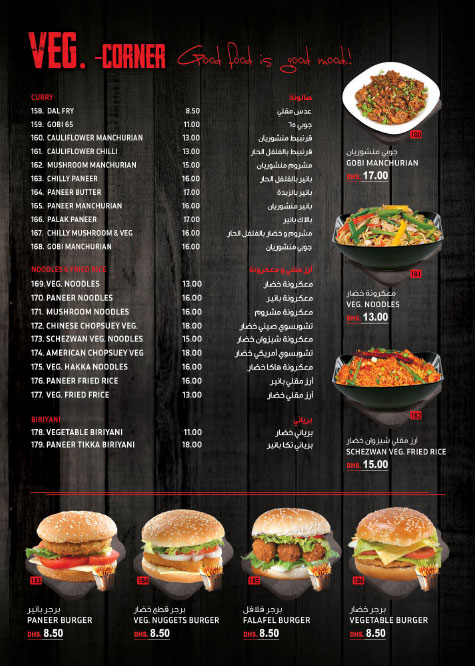 VEG. -CORNER Good food is good mood!
CURRY صالونة
158. DAL FRY 8.50 عدس مقلي
159. GOBI 65 11.00 جوبي ٦٥
160. CAULIFLOWER MANCHURIAN 13.00 قرنبيط منشوريان
161. CAULIFLOWER CHILLI 13.00 قرنبيط بالفلفل الحار
162. MUSHROOM MANCHURIAN 15.00 مشروم منشوريان
163. CHILLY PANEER 16.00 بانير بالفلفل الحار
164. PANEER BUTTER 17.00 بانير بالزبدة
165. PANEER MANCHURIAN 16.00 بانير منشوريان
166. PALAK PANEER 17.00 بالاك بانير
167. CHILLY MUSHROOM & VEG 16.00 مشروم و خضار بالفلفل الحار
168. GOBI MANCHURIAN 17.00 جوبي منشوريان
NOODLES & FRIED RICE أرز مقلي و معكرونة
169.VEG. NOODLES 13.00 معكرونة خضار
170. PANEER NOODLES 16.00 معكرونة بانير
171. MUSHROOM NOODLES 16.00 معكرونة مشروم
172. CHINESE CHOPSUEY VEG. 18.00 تشوبسوي صيني خضار
173. SCHEZWAN VEG. NOODLES 15.00 معكرونة شيزوان خضار
174. AMERICAN CHOPSUEY VEG 18.00 تشوبسوي أمريكي خضار
175. VEG. HAKKA NOODLES 16.00 معكرونة هاكا خضار
176. PANEER FRIED RICE 16.00 أرز مقلي بانير
177. VEG. FRIED FRICE 13.00 أرز مقلي خضار
BIRIYANI برياني
178. VEGETABLE BIRIYANI 11.00 برياني خضار
179. PANEER TIKKA BIRIYANI 18.00 برياني تكا بانير
180
جوبي منشوريان
GOBI MANCHURIAN
DHS. 17.00
181
معكرونة خضار
VEG. NOODLES
DHS. 13.00
182
أرز مقلي شيزوان خضار
SCHEZWAN VEG. FRIED RICE
DHS. 15.00
183
برجر بانير
PANEER BURGER
DHS. 8.50
184
برجر قطع خضار
VEG. NUGGETS BURGER
DHS. 8.50
185
برجر فلافل
FALAFEL BURGER
DHS. 8.50
186
برجر خضار
VEGETABLE BURGER
DHS. 8.50